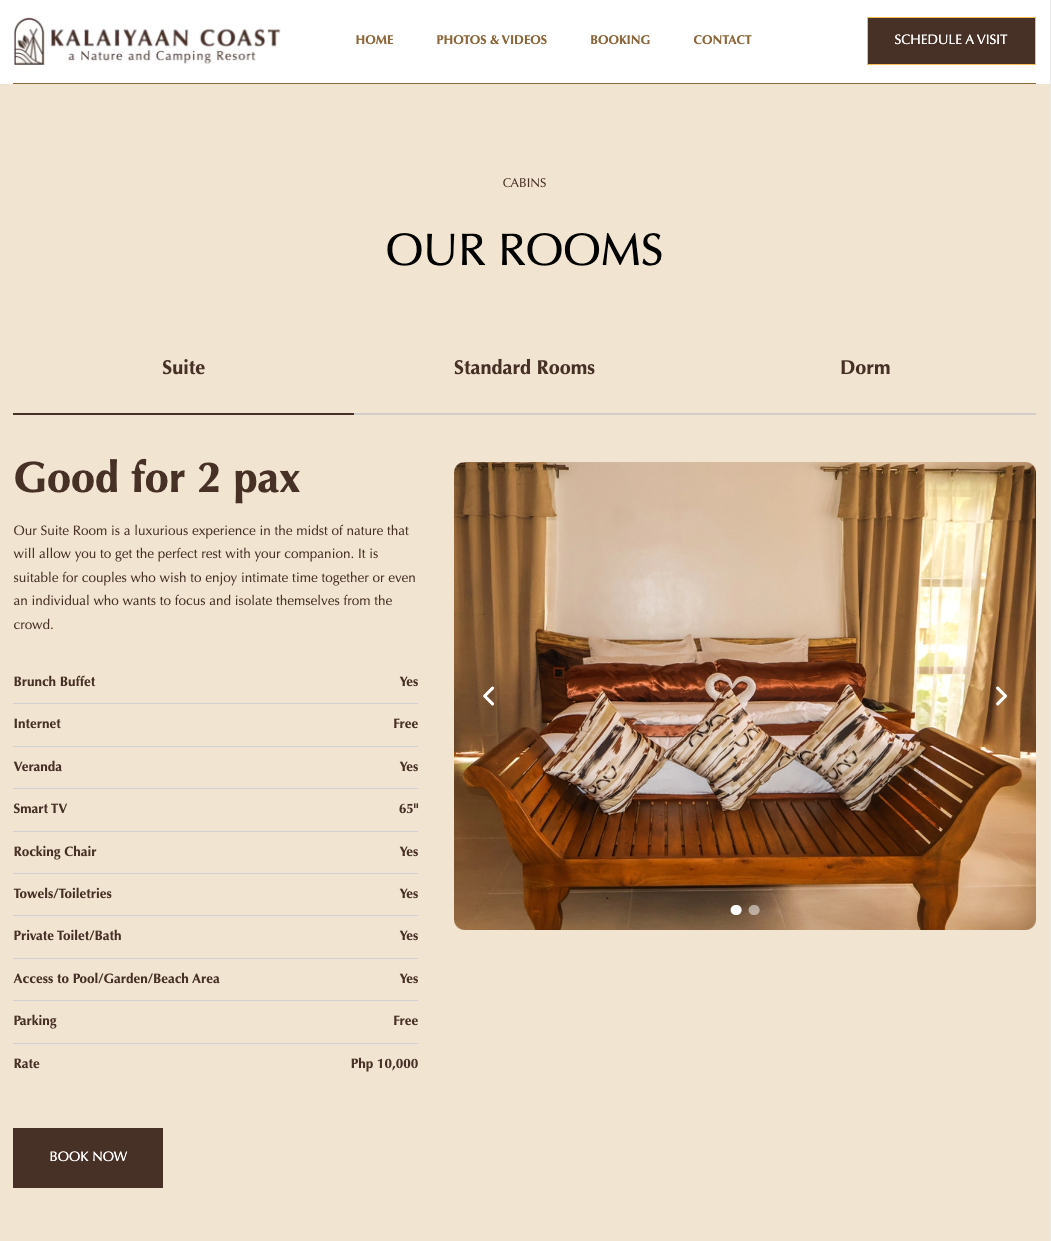 KALAIYAAN COAST
a Nature and Camping Resort
HOME
PHOTOS & VIDEOS
BOOKING
CONTACT
SCHEDULE A VISIT
CABINS
OUR ROOMS
Suite
Standard Rooms
Dorm
Good for 2 pax
Our Suite Room is a luxurious experience in the midst of nature that
will allow you to get the perfect rest with your companion. It is
suitable for couples who wish to enjoy intimate time together or even
an individual who wants to focus and isolate themselves from the
crowd.
Brunch Buffet Yes
Internet Free
Veranda Yes
Smart TV 65"
Rocking Chair Yes
Towels/Toiletries Yes
Private Toilet/Bath Yes
Access to Pool/Garden/Beach Area Yes
Parking Free
Rate Php 10,000
BOOK NOW